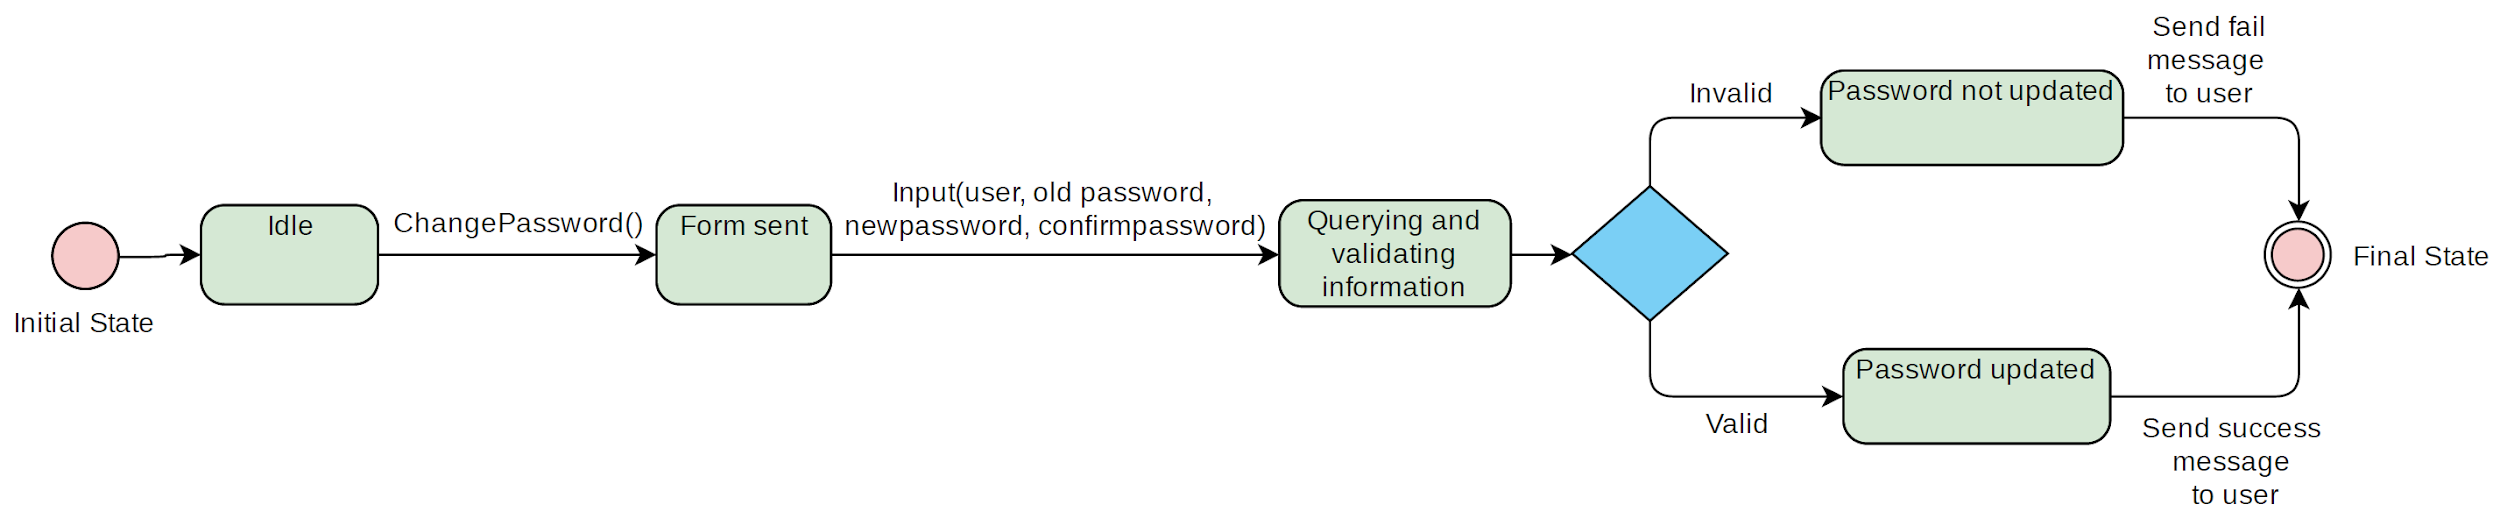 Initial State
Idle
ChangePassword()
Form sent
Input(user, old password,
newpassword, confirmpassword)
Querying and
validating
information
Invalid
Password not updated
Send fail
message
to user
Valid
Password updated
Send success
message
to user
Final State